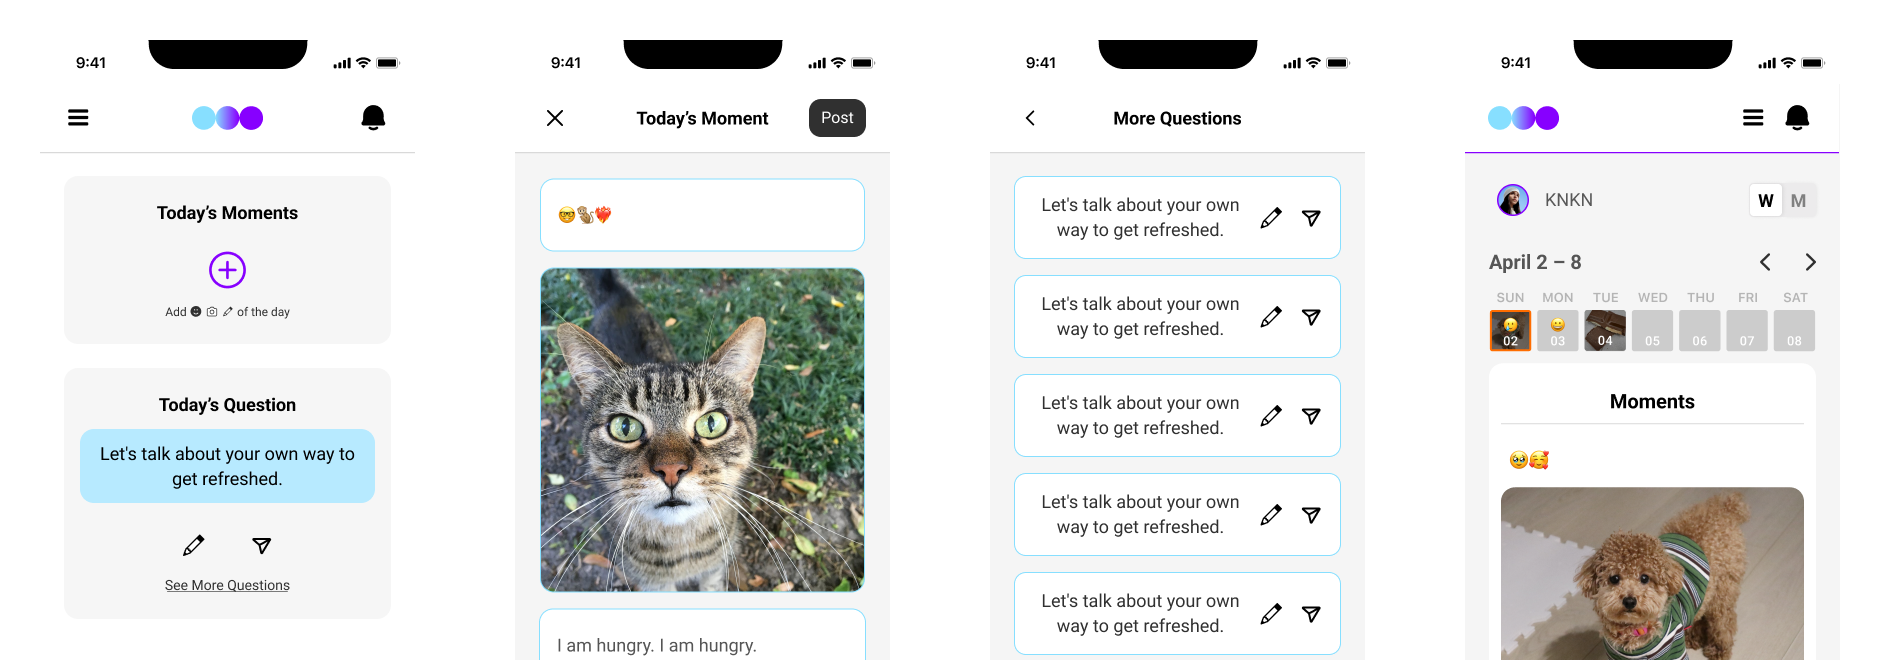 9:41
Today's Moments
Add of the day
Today's Question
Let's talk about your own way to
get refreshed.
See More Questions
9:41
Today's Moment
Post
I am hungry. I am hungry.
9:41
More Questions
Let's talk about your own
way to get refreshed.
Let's talk about your own
way to get refreshed.
Let's talk about your own
way to get refreshed.
Let's talk about your own
way to get refreshed.
Let's talk about your own
way to get refreshed.
9:41
KNKN
W M
April 2 – 8
SUN MON TUE WED THU FRI SAT
02 03 04 05 06 07 08
Moments